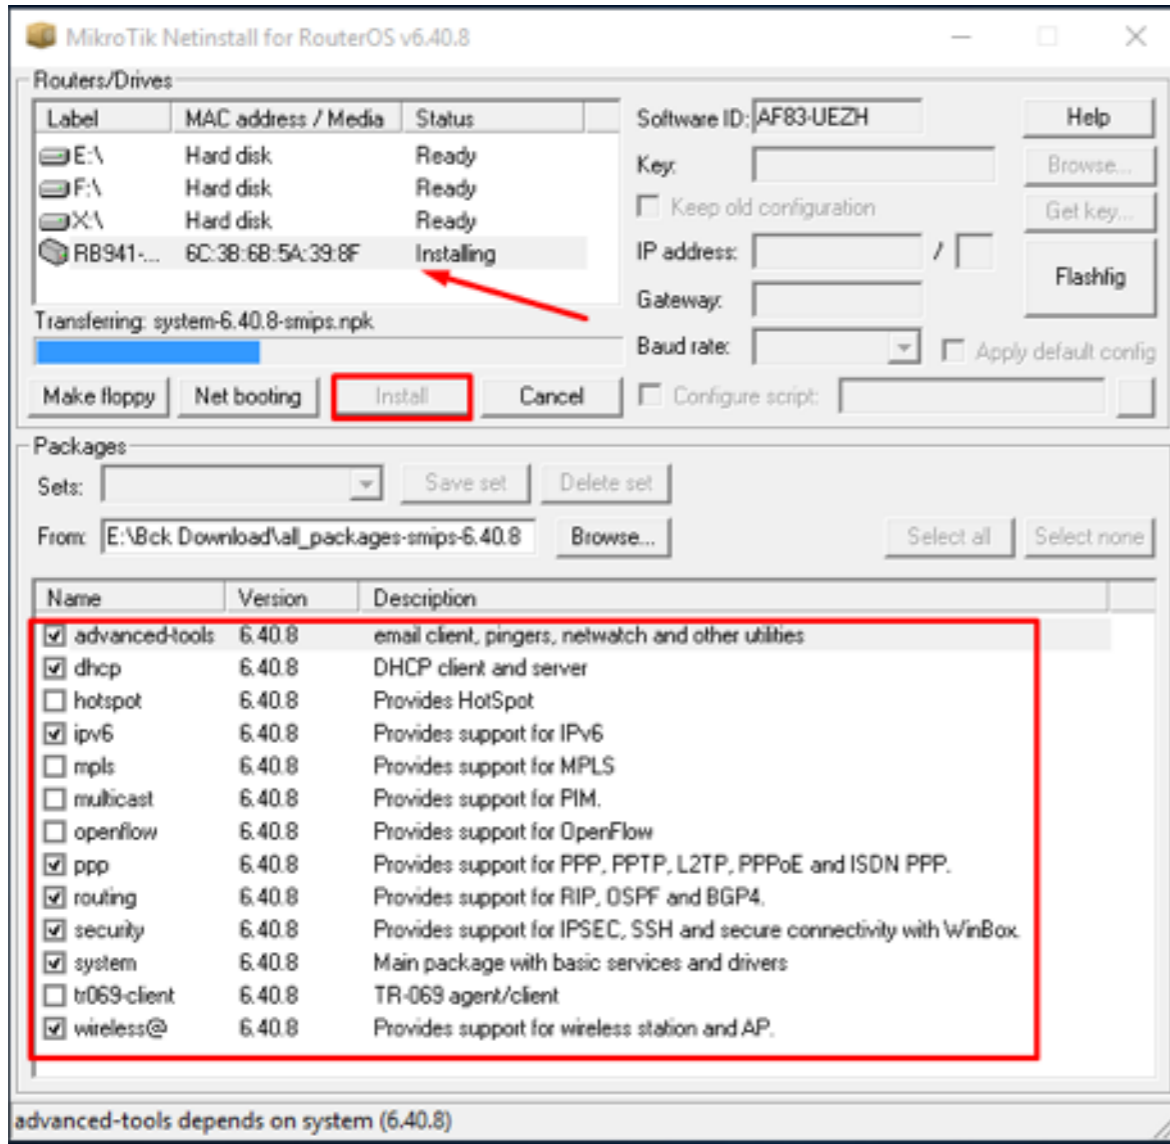 MikroTik Netinstall for RouterOS v6.40.8
Routers/Drives
Label MAC address / Media Status
E:\ Hard disk Ready
F:\ Hard disk Ready
X:\ Hard disk Ready
RB941-... 6C:3B:6B:5A:39:8F Installing
Transferring: system-6.40.8-smips.npk
Make floppy Net booting Install Cancel
Software ID: AF83-UEZH Help
Key: Browse...
Keep old configuration Get key...
IP address: / Flashfig
Gateway:
Baud rate: Apply default config
Configure script:
Packages
Sets: Save set Delete set
From: E:\Bck Download\all_packages-smips-6.40.8 Browse... Select all Select none
Name Version Description
advanced-tools 6.40.8 email client, pingers, netwatch and other utilities
dhcp 6.40.8 DHCP client and server
hotspot 6.40.8 Provides HotSpot
ipv6 6.40.8 Provides support for IPv6
mpls 6.40.8 Provides support for MPLS
multicast 6.40.8 Provides support for PIM.
openflow 6.40.8 Provides support for OpenFlow
ppp 6.40.8 Provides support for PPP, PPTP, L2TP, PPPoE and ISDN PPP.
routing 6.40.8 Provides support for RIP, OSPF and BGP4.
security 6.40.8 Provides support for IPSEC, SSH and secure connectivity with WinBox.
system 6.40.8 Main package with basic services and drivers
tr069-client 6.40.8 TR-069 agent/client
wireless@ 6.40.8 Provides support for wireless station and AP.
advanced-tools depends on system (6.40.8)